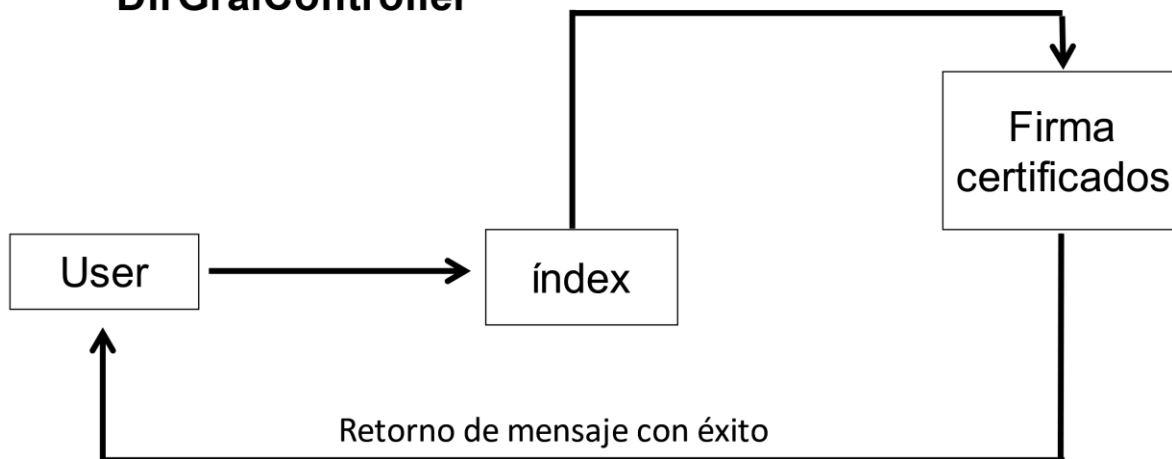 DirGralController
Firma
certificados
User
índex
Retorno de mensaje con éxito